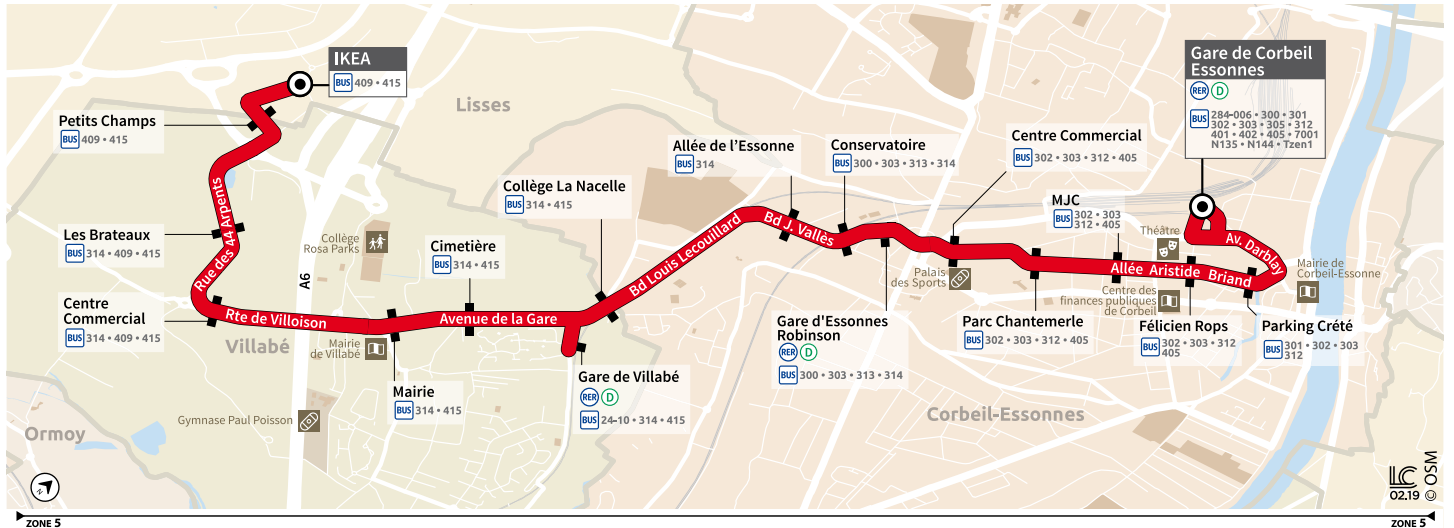 IKEA
BUS 409 • 415
Petits Champs
BUS 409 • 415
Lisses
Rue des 44 Arpents
Les Brateaux
BUS 314 • 409 • 415
Centre
Commercial
BUS 314 • 409 • 415
Rte de Villoison
Villabé
Mairie
de Villabé
Collège
Rosa Parks
A6
Gymnase Paul Poisson
Ormoy
Mairie
BUS 314 • 415
Cimetière
BUS 314 • 415
Avenue de la Gare
Collège La Nacelle
BUS 314 • 415
Gare de Villabé
RER D
BUS 24-10 • 314 • 415
Bd Louis Lecouillard
Allée de l'Essonne
BUS 314
Bd J. Vallès
Conservatoire
BUS 300 • 303 • 313 • 314
Gare d'Essonnes
Robinson
RER D
BUS 300 • 303 • 313 • 314
Palais
des Sports
Centre Commercial
BUS 302 • 303 • 312 • 405
Parc Chantemerle
BUS 302 • 303 • 312 • 405
MJC
BUS 302 • 303
312 • 405
Théâtre
Allée Aristide Briand
Centre des
finances publiques
de Corbeil
Félicien Rops
BUS 302 • 303 • 312
405
Parking Crété
BUS 301 • 302 • 303
312
Av. Darblay
Mairie de
Corbeil-Essonne
Gare de Corbeil
Essonnes
RER D
BUS 284-006 • 300 • 301
302 • 303 • 305 • 312
401 • 402 • 405 • 7001
N135 • N144 • Tzen1
Corbeil-Essonnes
N
LC
02.19
© OSM
ZONE 5
ZONE 5